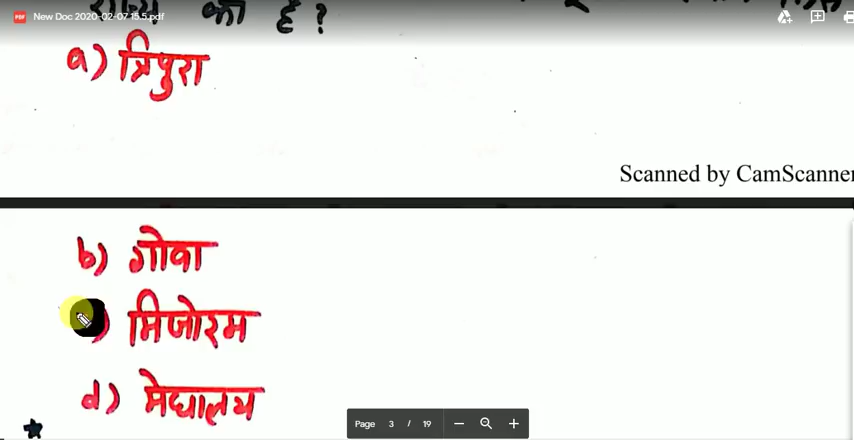 New Doc 2020-02-07 15.5.pdf
राज्य का है ?
a) त्रिपुरा
Scanned by CamScanner
b) गोवा
) मिजोरम
d) मेघालय
Page 3 / 19